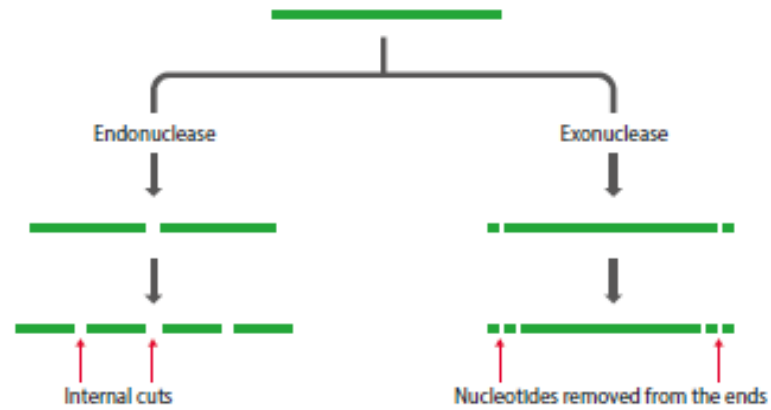 Endonuclease
Exonuclease
Internal cuts
Nucleotides removed from the ends